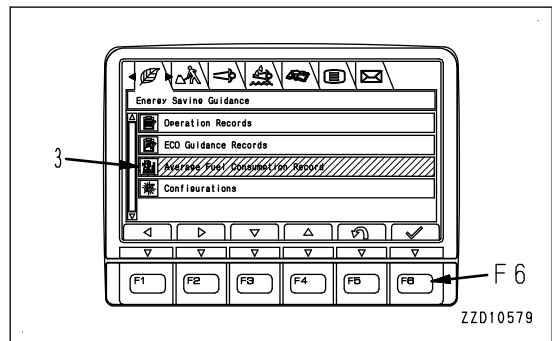 Energy Saving Guidance
Operation Records
ECO Guidance Records
3
Average Fuel Consumption Record
Configurations
F1 F2 F3 F4 F5 F6
F6
ZZD10579